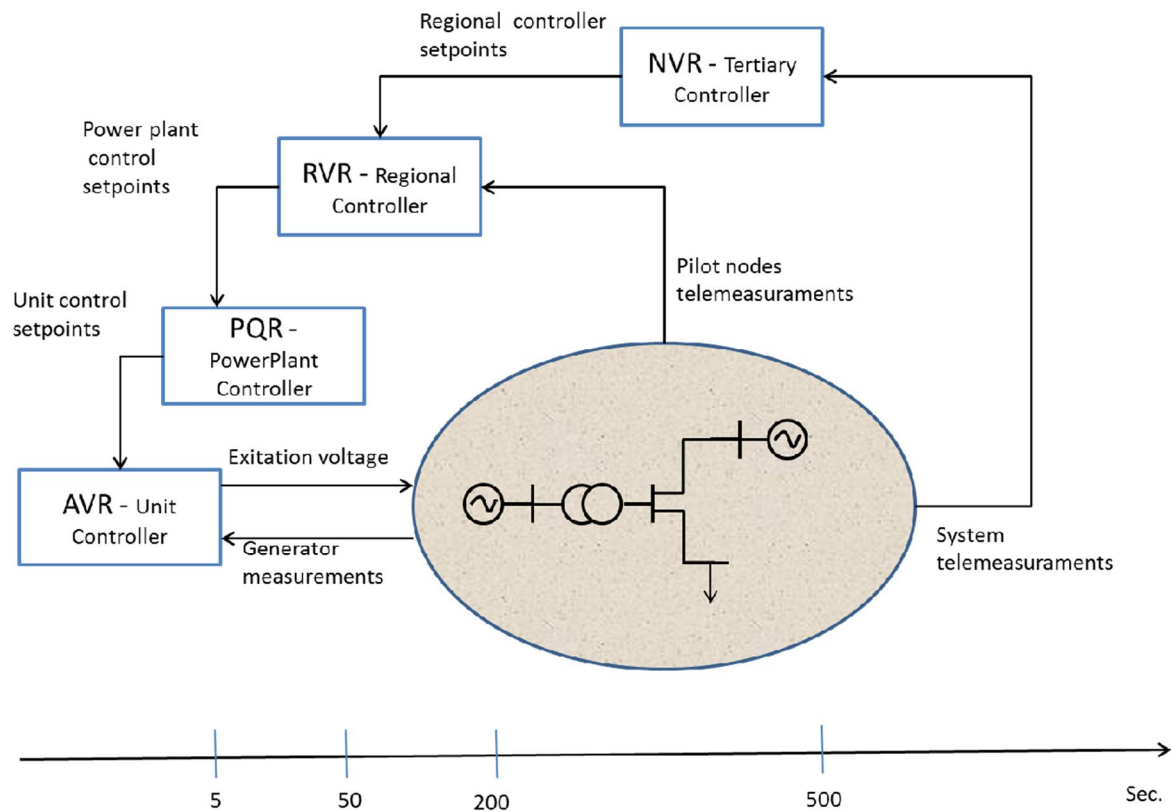 Regional controller
setpoints
NVR - Tertiary
Controller
Power plant
control
setpoints
RVR - Regional
Controller
Pilot nodes
telemeasuraments
Unit control
setpoints
PQR -
PowerPlant
Controller
Exitation voltage
AVR - Unit
Controller
Generator
measurements
System
telemeasuraments
5 50 200 500 Sec.